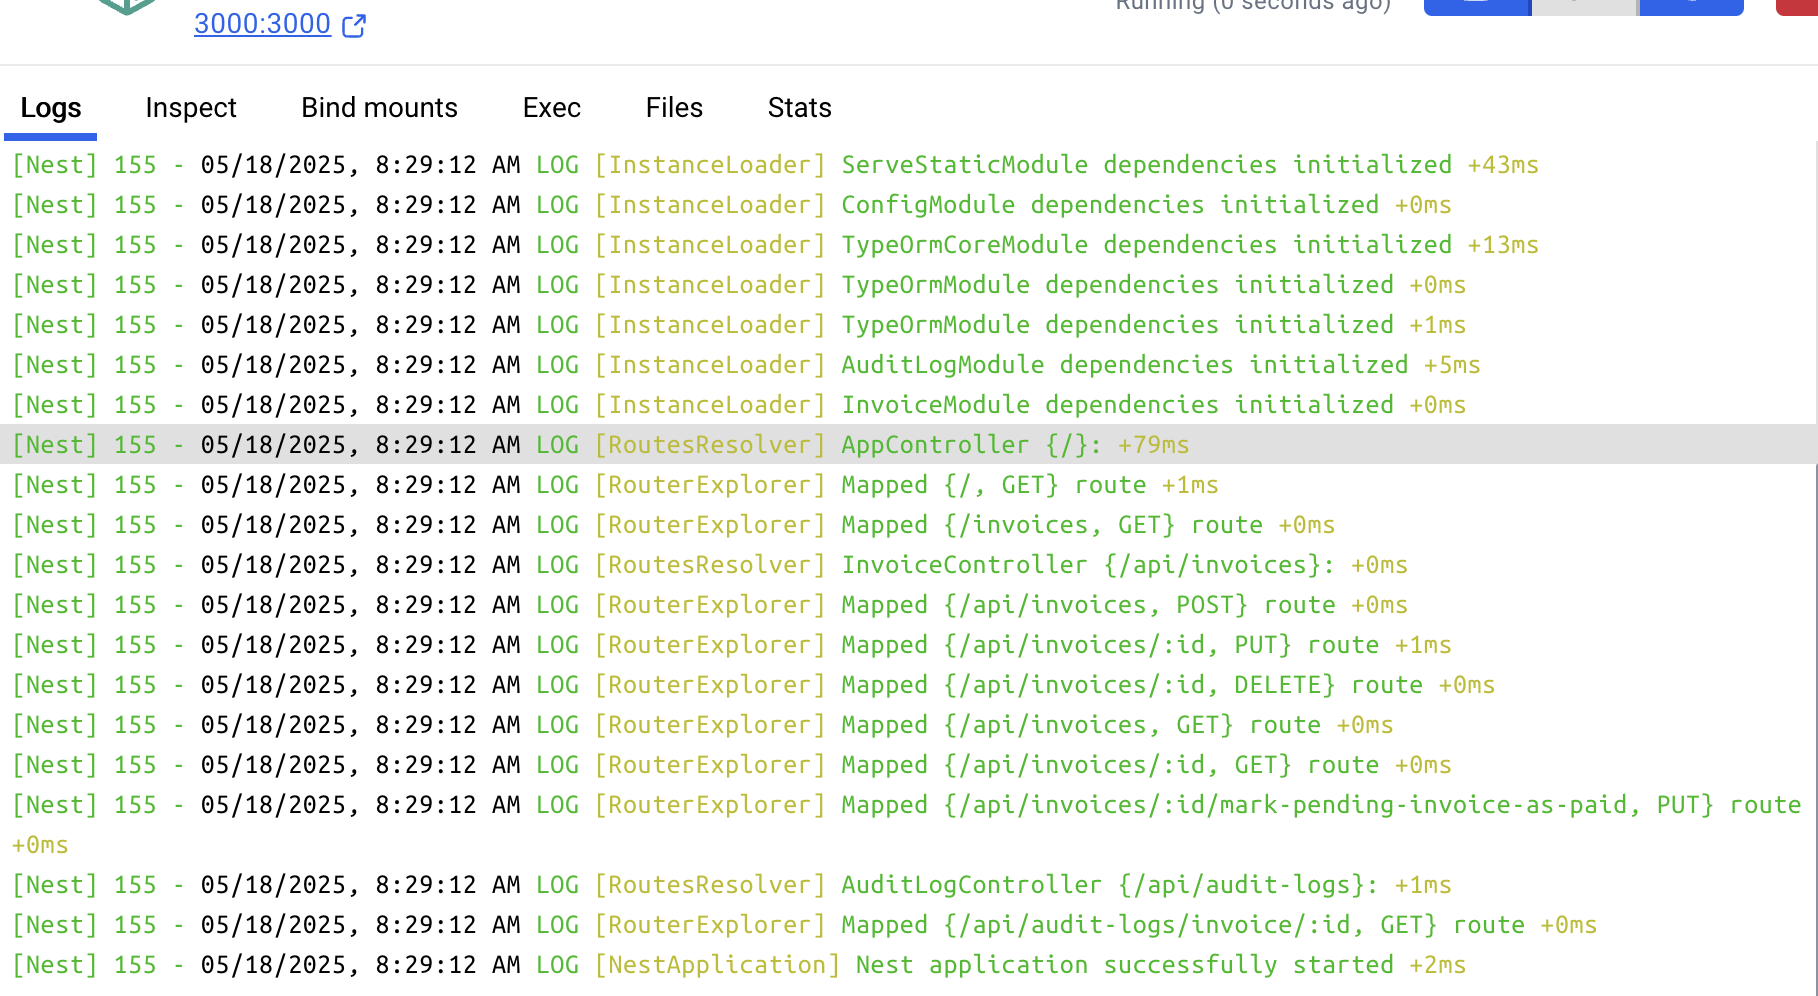 3000:3000
Running (0 seconds ago)
Logs Inspect Bind mounts Exec Files Stats
[Nest] 155 - 05/18/2025, 8:29:12 AM LOG [InstanceLoader] ServeStaticModule dependencies initialized +43ms
[Nest] 155 - 05/18/2025, 8:29:12 AM LOG [InstanceLoader] ConfigModule dependencies initialized +0ms
[Nest] 155 - 05/18/2025, 8:29:12 AM LOG [InstanceLoader] TypeOrmCoreModule dependencies initialized +13ms
[Nest] 155 - 05/18/2025, 8:29:12 AM LOG [InstanceLoader] TypeOrmModule dependencies initialized +0ms
[Nest] 155 - 05/18/2025, 8:29:12 AM LOG [InstanceLoader] TypeOrmModule dependencies initialized +1ms
[Nest] 155 - 05/18/2025, 8:29:12 AM LOG [InstanceLoader] AuditLogModule dependencies initialized +5ms
[Nest] 155 - 05/18/2025, 8:29:12 AM LOG [InstanceLoader] InvoiceModule dependencies initialized +0ms
[Nest] 155 - 05/18/2025, 8:29:12 AM LOG [RoutesResolver] AppController {/}: +79ms
[Nest] 155 - 05/18/2025, 8:29:12 AM LOG [RouterExplorer] Mapped {/, GET} route +1ms
[Nest] 155 - 05/18/2025, 8:29:12 AM LOG [RouterExplorer] Mapped {/invoices, GET} route +0ms
[Nest] 155 - 05/18/2025, 8:29:12 AM LOG [RoutesResolver] InvoiceController {/api/invoices}: +0ms
[Nest] 155 - 05/18/2025, 8:29:12 AM LOG [RouterExplorer] Mapped {/api/invoices, POST} route +0ms
[Nest] 155 - 05/18/2025, 8:29:12 AM LOG [RouterExplorer] Mapped {/api/invoices/:id, PUT} route +1ms
[Nest] 155 - 05/18/2025, 8:29:12 AM LOG [RouterExplorer] Mapped {/api/invoices/:id, DELETE} route +0ms
[Nest] 155 - 05/18/2025, 8:29:12 AM LOG [RouterExplorer] Mapped {/api/invoices, GET} route +0ms
[Nest] 155 - 05/18/2025, 8:29:12 AM LOG [RouterExplorer] Mapped {/api/invoices/:id, GET} route +0ms
[Nest] 155 - 05/18/2025, 8:29:12 AM LOG [RouterExplorer] Mapped {/api/invoices/:id/mark-pending-invoice-as-paid, PUT} route
+0ms
[Nest] 155 - 05/18/2025, 8:29:12 AM LOG [RoutesResolver] AuditLogController {/api/audit-logs}: +1ms
[Nest] 155 - 05/18/2025, 8:29:12 AM LOG [RouterExplorer] Mapped {/api/audit-logs/invoice/:id, GET} route +0ms
[Nest] 155 - 05/18/2025, 8:29:12 AM LOG [NestApplication] Nest application successfully started +2ms